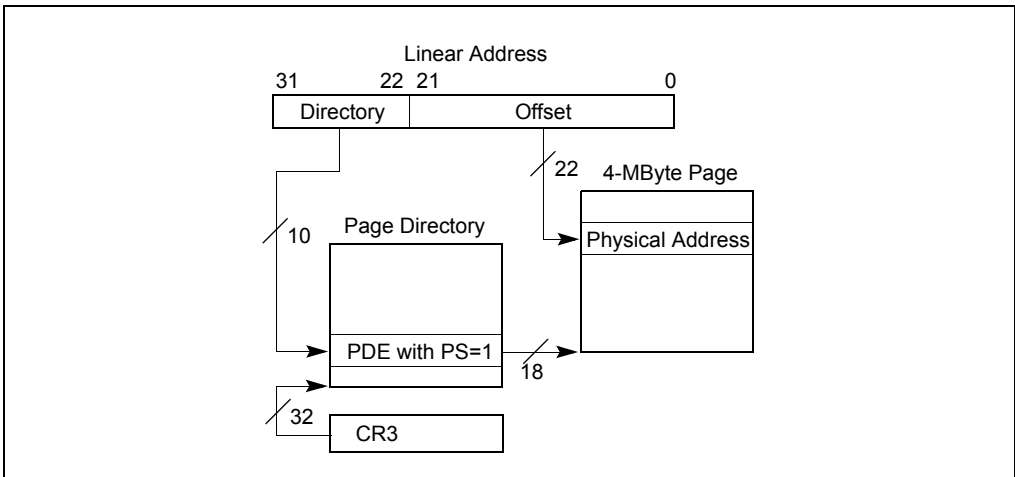 Linear Address
31 22 21 0
Directory Offset
22
4-MByte Page
10
Page Directory
Physical Address
PDE with PS=1
18
32
CR3